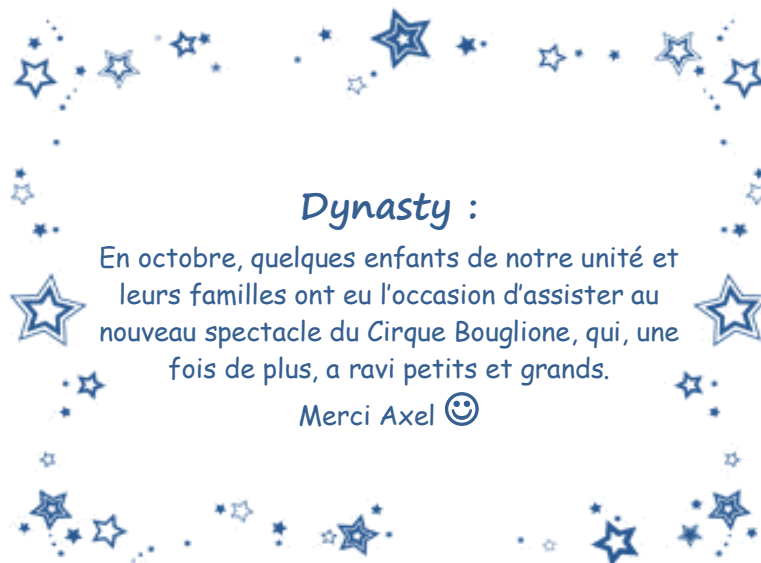 Dynasty :
En octobre, quelques enfants de notre unité et
leurs familles ont eu l’occasion d’assister au
nouveau spectacle du Cirque Bouglione, qui, une
fois de plus, a ravi petits et grands.
Merci Axel ☺